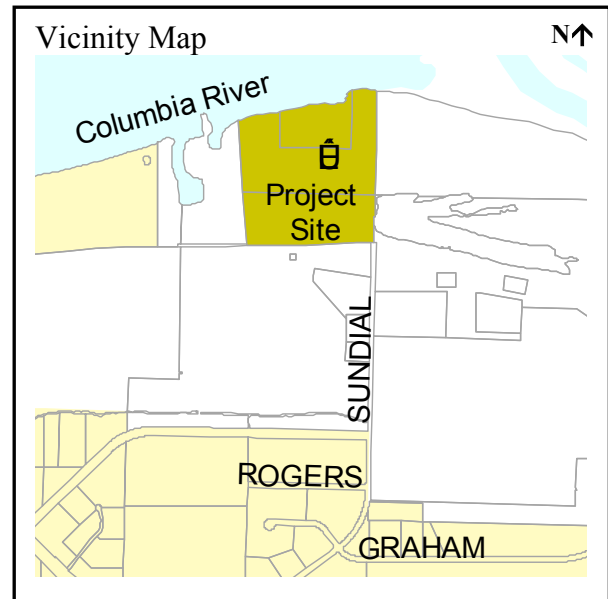 Vicinity Map
N
Columbia River
Project
Site
SUNDIAL
ROGERS
GRAHAM